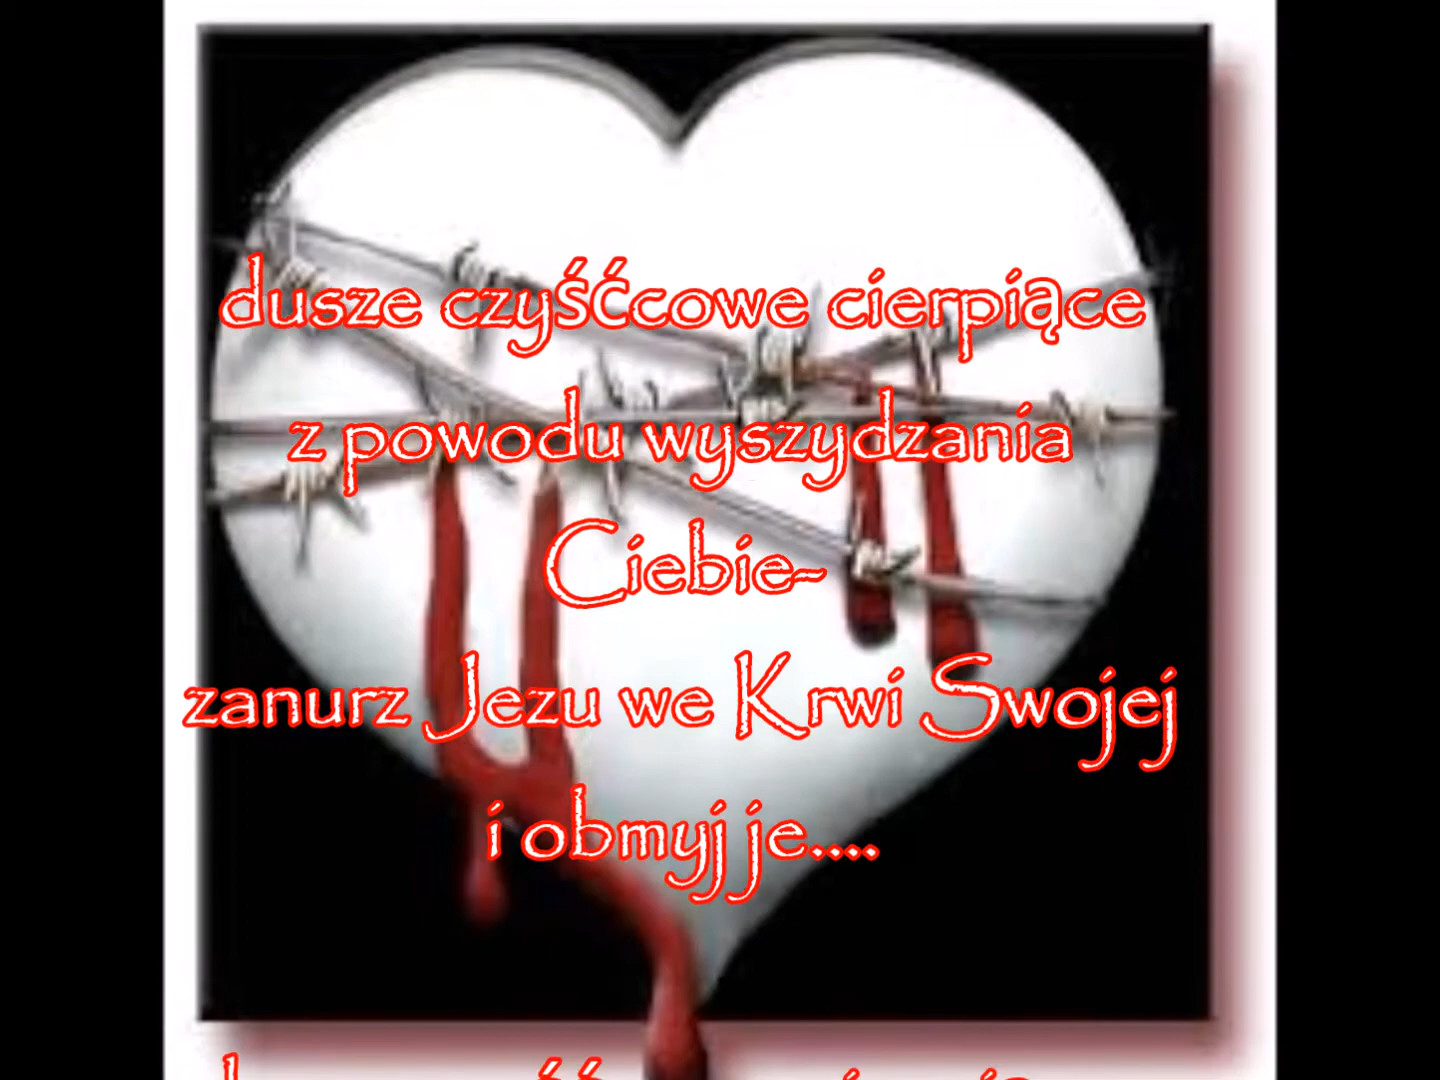 dusze czyśćcowe cierpiące
z powodu wyszydzania
Ciebie-
zanurz Jezu we Krwi Swojej
i obmyj je....